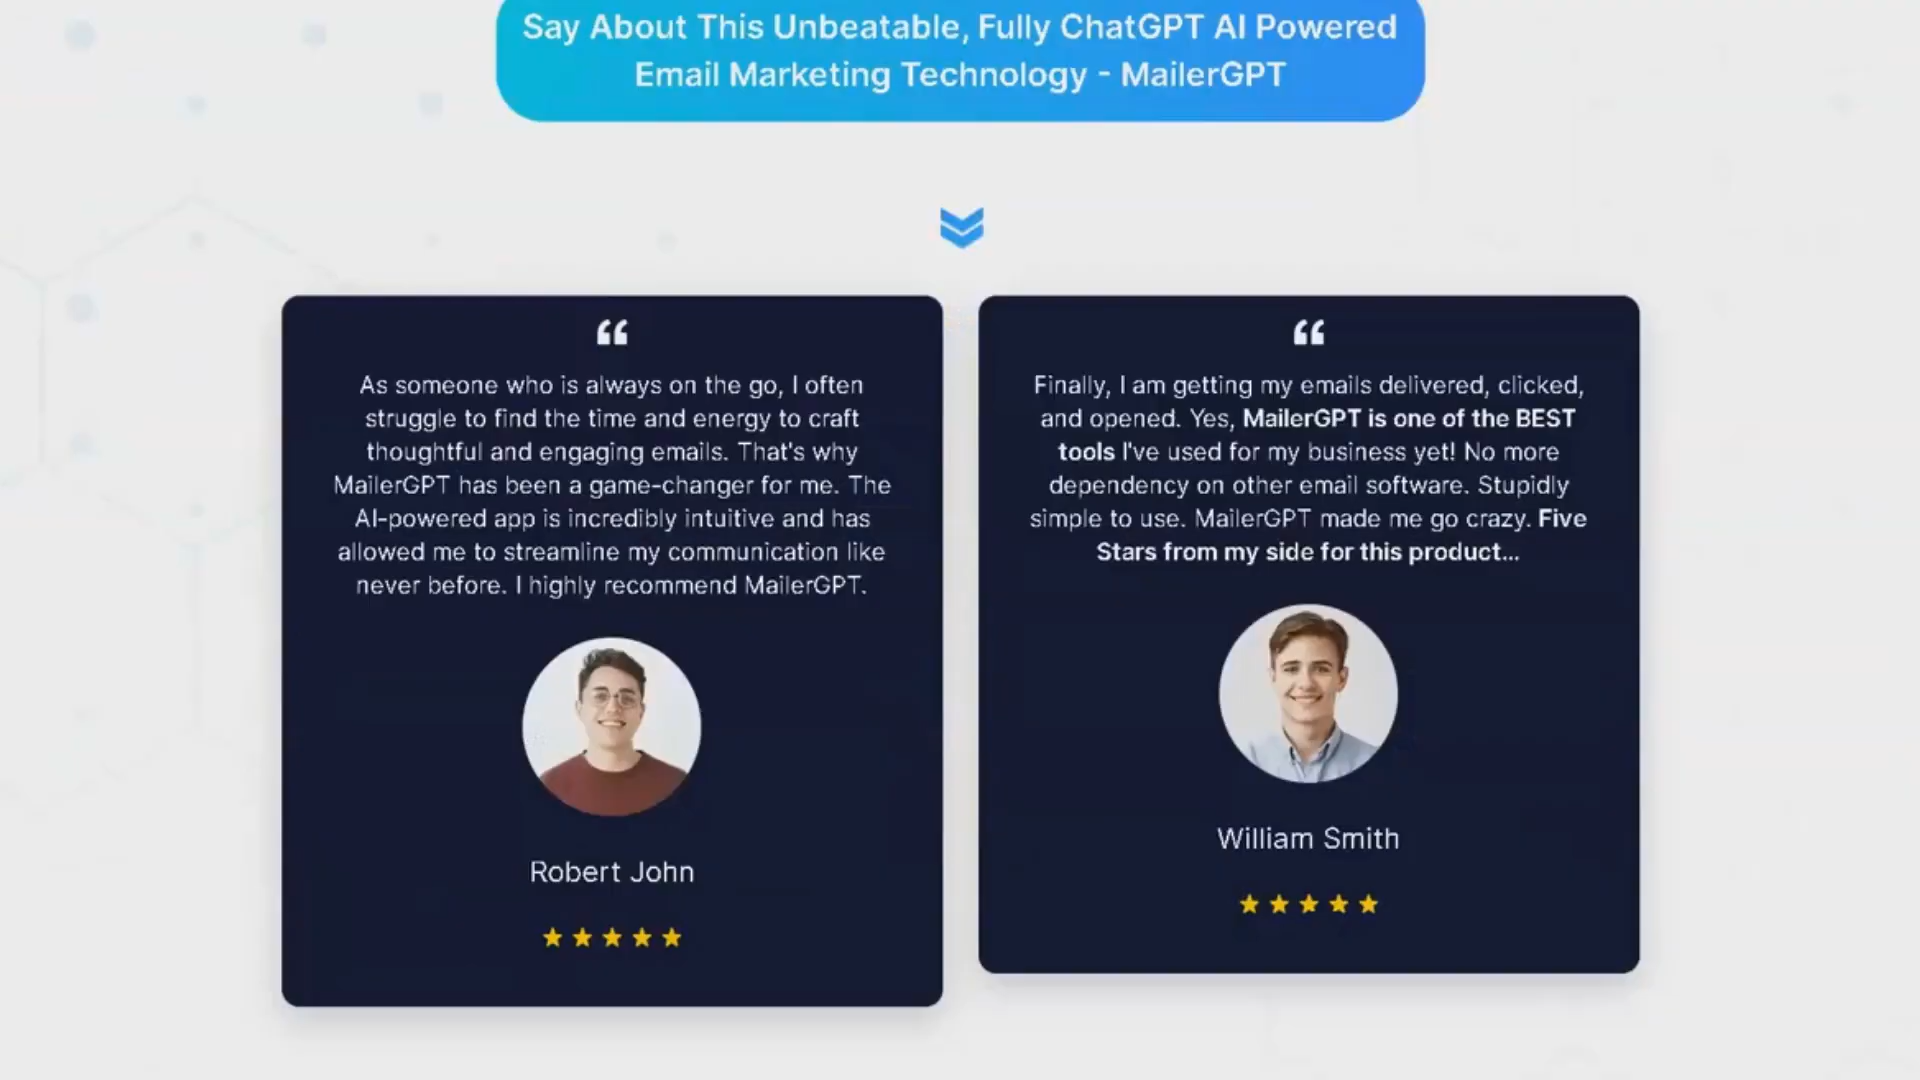 Say About This Unbeatable, Fully ChatGPT AI Powered
Email Marketing Technology - MailerGPT
As someone who is always on the go, I often
struggle to find the time and energy to craft
thoughtful and engaging emails. That's why
MailerGPT has been a game-changer for me. The
AI-powered app is incredibly intuitive and has
allowed me to streamline my communication like
never before. I highly recommend MailerGPT.
Robert John
Finally, I am getting my emails delivered, clicked,
and opened. Yes, MailerGPT is one of the BEST
tools I've used for my business yet! No more
dependency on other email software. Stupidly
simple to use. MailerGPT made me go crazy. Five
Stars from my side for this product...
William Smith